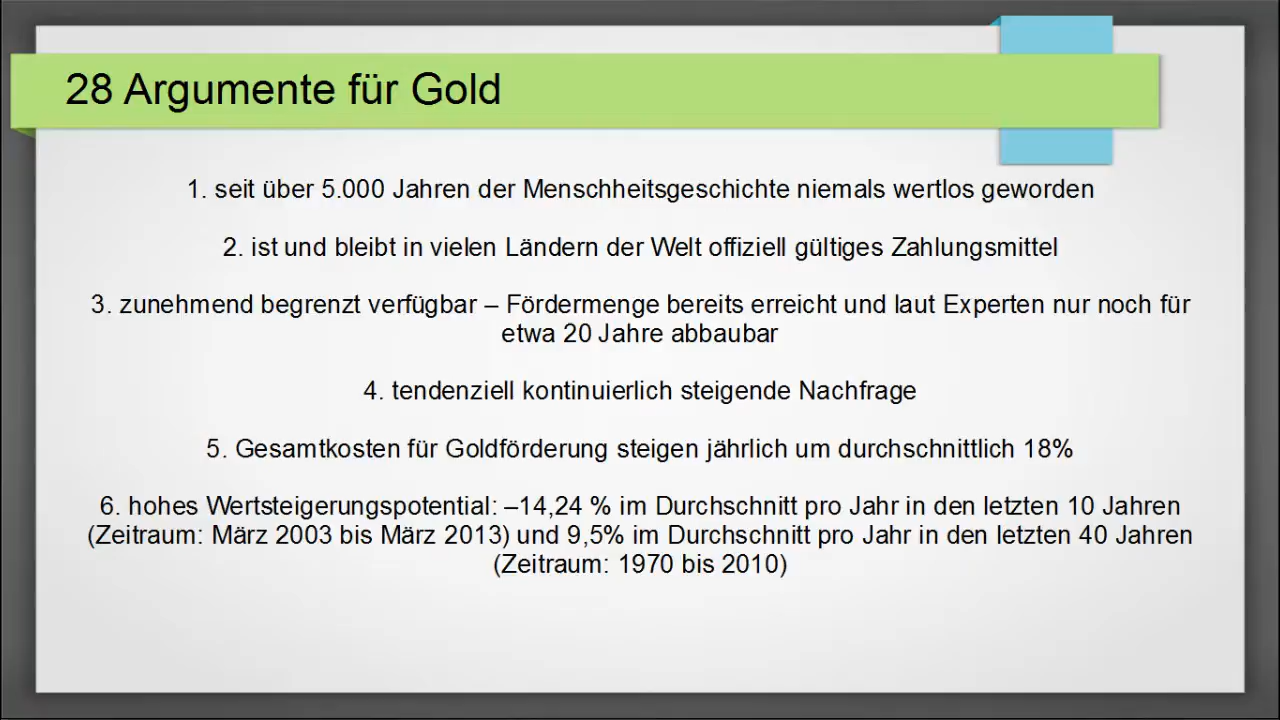 28 Argumente für Gold
1. seit über 5.000 Jahren der Menschheitsgeschichte niemals wertlos geworden
2. ist und bleibt in vielen Ländern der Welt offiziell gültiges Zahlungsmittel
3. zunehmend begrenzt verfügbar – Fördermenge bereits erreicht und laut Experten nur noch für
etwa 20 Jahre abbaubar
4. tendenziell kontinuierlich steigende Nachfrage
5. Gesamtkosten für Goldförderung steigen jährlich um durchschnittlich 18%
6. hohes Wertsteigerungspotential: –14,24 % im Durchschnitt pro Jahr in den letzten 10 Jahren
(Zeitraum: März 2003 bis März 2013) und 9,5% im Durchschnitt pro Jahr in den letzten 40 Jahren
(Zeitraum: 1970 bis 2010)